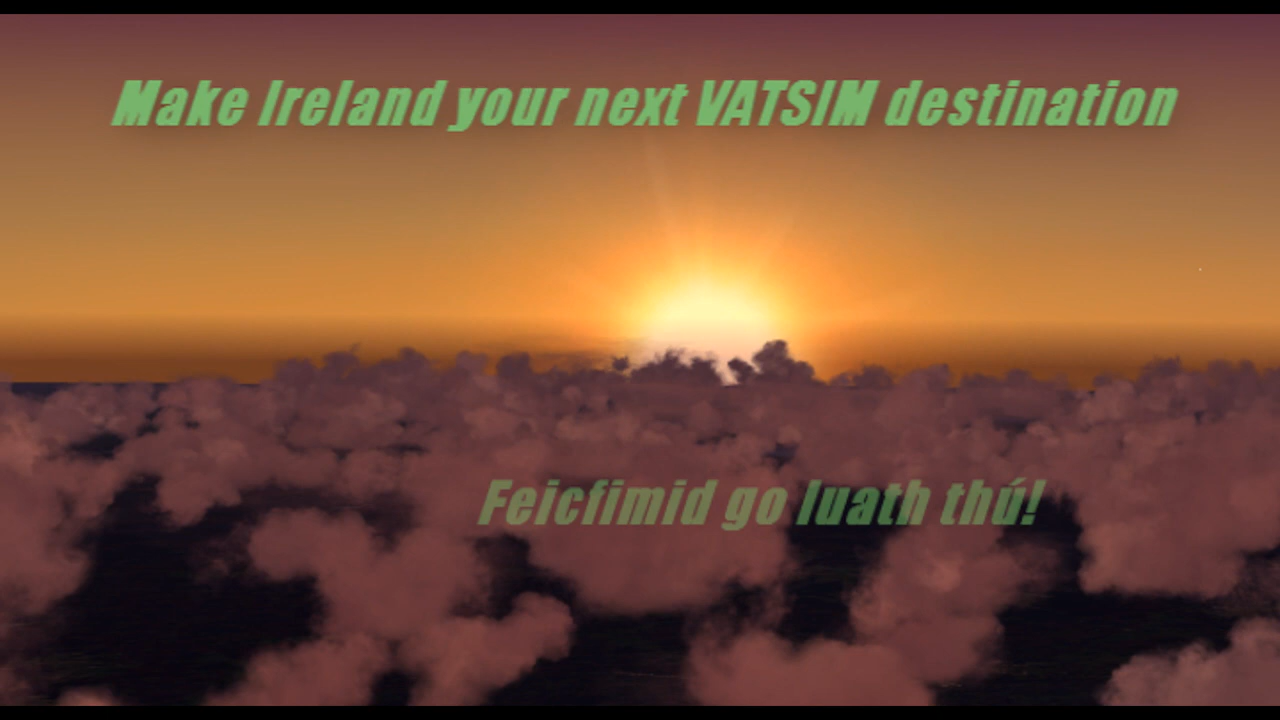 Make Ireland your next VATSIM destination
Feicfimid go luath thú!